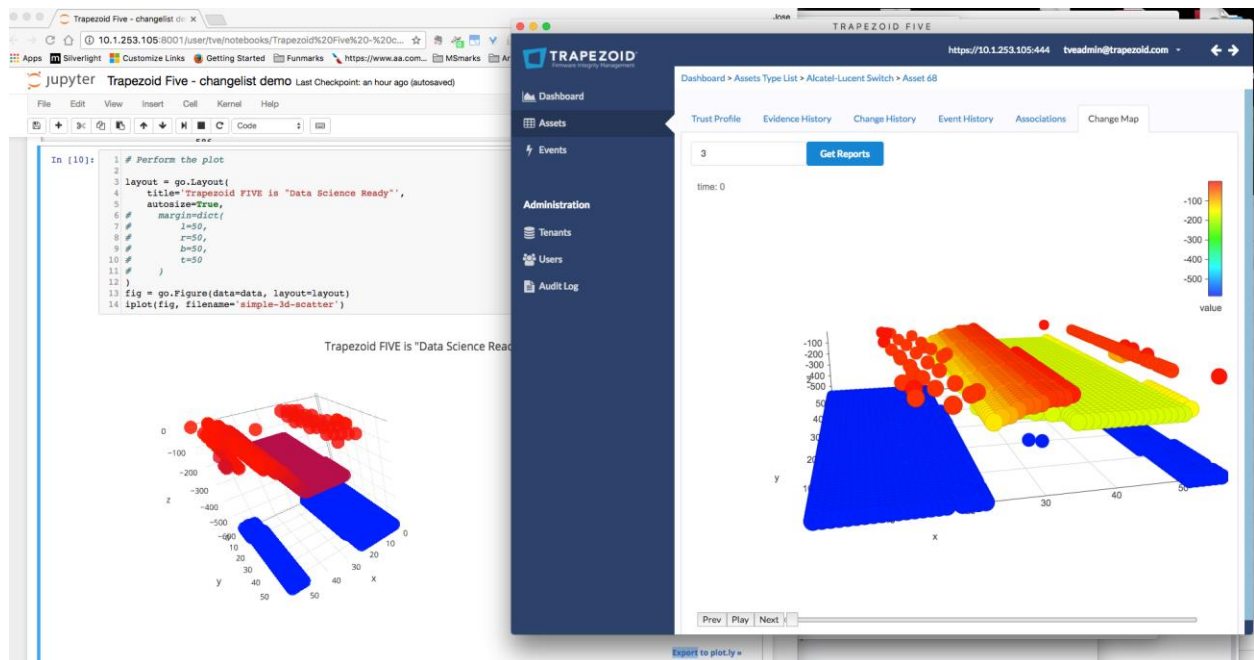 Trapezoid Five - changelist de
Jose
10.1.253.105:8001/user/tve/notebooks/Trapezoid%20Five%20-%20c...
Apps Silverlight Customize Links Getting Started Funmarks https://www.aa.com... MSmarks
jupyter Trapezoid Five - changelist demo Last Checkpoint: an hour ago (autosaved)
File Edit View Insert Cell Kernel Help
Code
In [10]:
1 # Perform the plot
2
3 layout = go.Layout(
4 title='Trapezoid FIVE is "Data Science Ready"',
5 autosize=True,
6 # margin=dict(
7 # l=50,
8 # r=50,
9 # b=50,
10 # t=50
11 # )
12 )
13 fig = go.Figure(data=data, layout=layout)
14 iplot(fig, filename='simple-3d-scatter')
Trapezoid FIVE is "Data Science Read
0
-100
-200
-300
-400
-500
z
10
20
30
40
50
y
0
10
20
30
40
50
x
Export to plot.ly »
TRAPEZOID FIVE
TRAPEZOID
Firmware Integrity Management
https://10.1.253.105:444 tveadmin@trapezoid.com
Dashboard
Assets
Events
Administration
Tenants
Users
Audit Log
Dashboard > Assets Type List > Alcatel-Lucent Switch > Asset 68
Trust Profile Evidence History Change History Event History Associations Change Map
3 Get Reports
time: 0
-100
-200
-300
-400
-500
value
-100
-200
-300
-400
-500
50
40
30
20
y
x
30
40
50
Prev Play Next